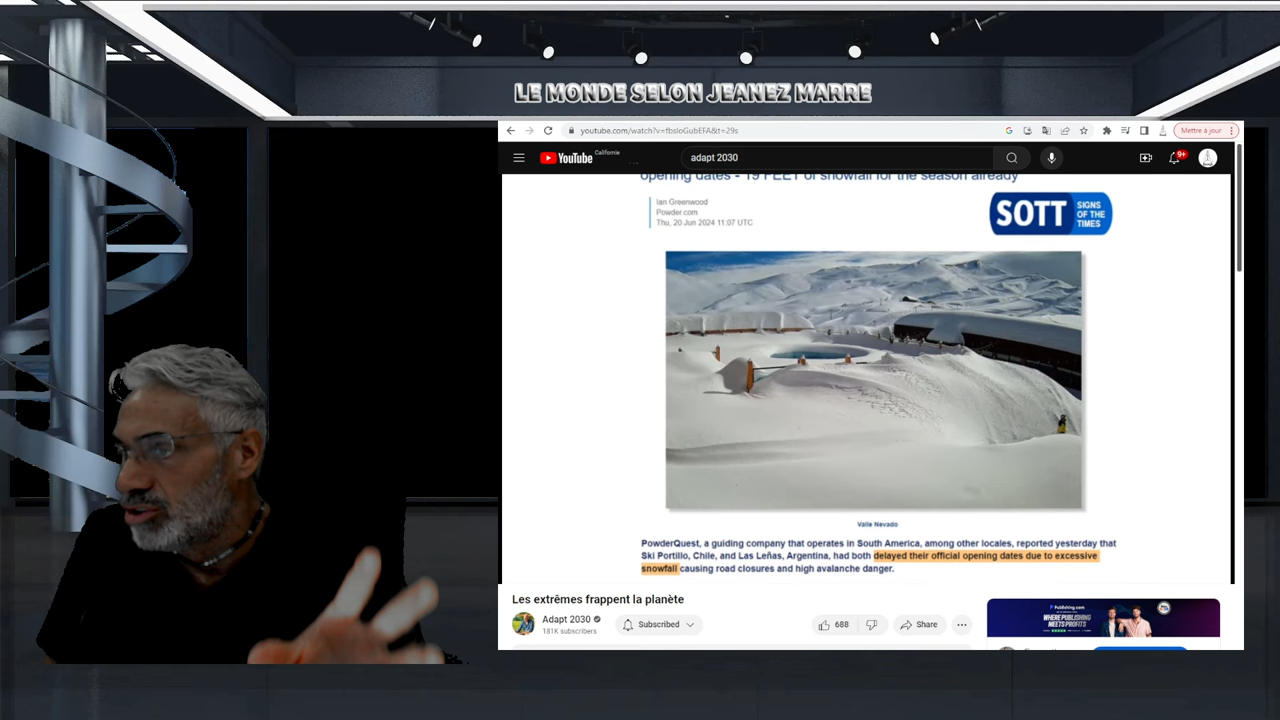 LE MONDE SELON JEANEZ MARRE
youtube.com/watch?v=fbsIoGubEFA&t=29s
Mettre à jour
YouTube
Californie
adapt 2030
9+
opening dates - 19 FEET of snowfall for the season already
Ian Greenwood
Powder.com
Thu, 20 Jun 2024 11:07 UTC
SOTT
SIGNS
OF THE
TIMES
Valle Nevado
PowderQuest, a guiding company that operates in South America, among other locales, reported yesterday that
Ski Portillo, Chile, and Las Leñas, Argentina, had both delayed their official opening dates due to excessive
snowfall causing road closures and high avalanche danger.
Les extrêmes frappent la planète
Adapt 2030
181K subscribers
Subscribed
688
Share
Publishing.com
WHERE PUBLISHING
MEETS PROFITS